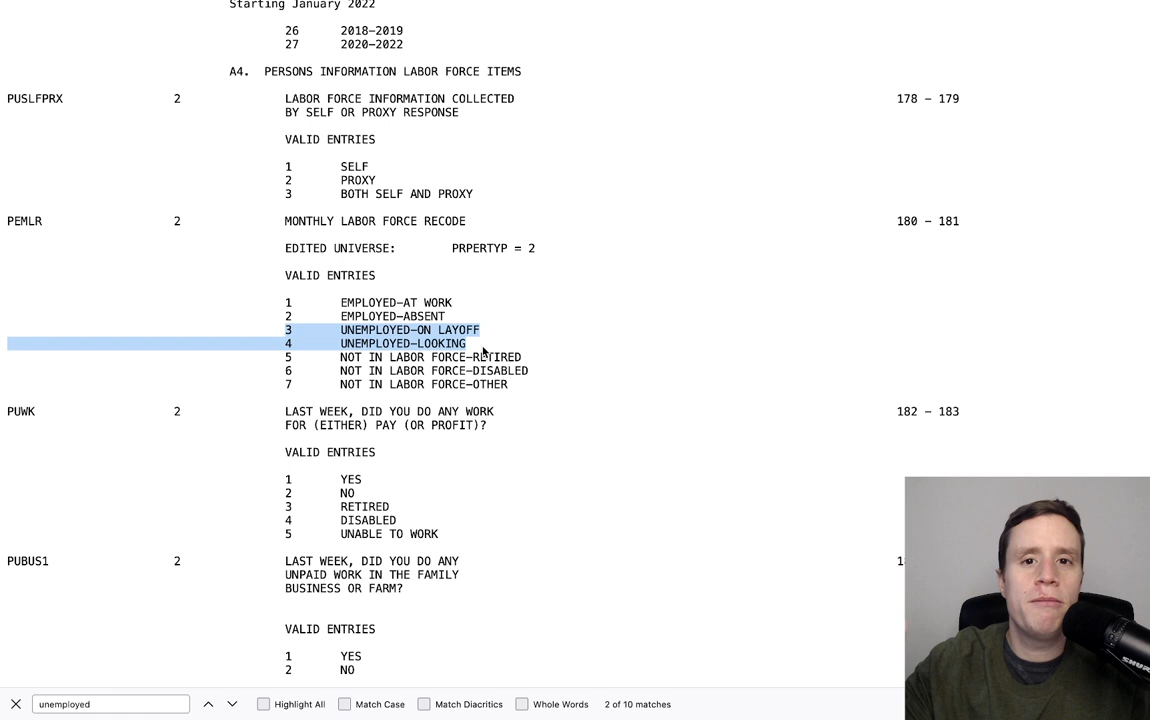 Starting January 2022
26 2018-2019
27 2020-2022
A4. PERSONS INFORMATION LABOR FORCE ITEMS
PUSLFPRX 2 LABOR FORCE INFORMATION COLLECTED 178 - 179
BY SELF OR PROXY RESPONSE
VALID ENTRIES
1 SELF
2 PROXY
3 BOTH SELF AND PROXY
PEMLR 2 MONTHLY LABOR FORCE RECODE 180 - 181
EDITED UNIVERSE: PRPERTYP = 2
VALID ENTRIES
1 EMPLOYED-AT WORK
2 EMPLOYED-ABSENT
3 UNEMPLOYED-ON LAYOFF
4 UNEMPLOYED-LOOKING
5 NOT IN LABOR FORCE-RETIRED
6 NOT IN LABOR FORCE-DISABLED
7 NOT IN LABOR FORCE-OTHER
PUWK 2 LAST WEEK, DID YOU DO ANY WORK 182 - 183
FOR (EITHER) PAY (OR PROFIT)?
VALID ENTRIES
1 YES
2 NO
3 RETIRED
4 DISABLED
5 UNABLE TO WORK
PUBUS1 2 LAST WEEK, DID YOU DO ANY
UNPAID WORK IN THE FAMILY
BUSINESS OR FARM?
VALID ENTRIES
1 YES
2 NO
unemployed Highlight All Match Case Match Diacritics Whole Words 2 of 10 matches